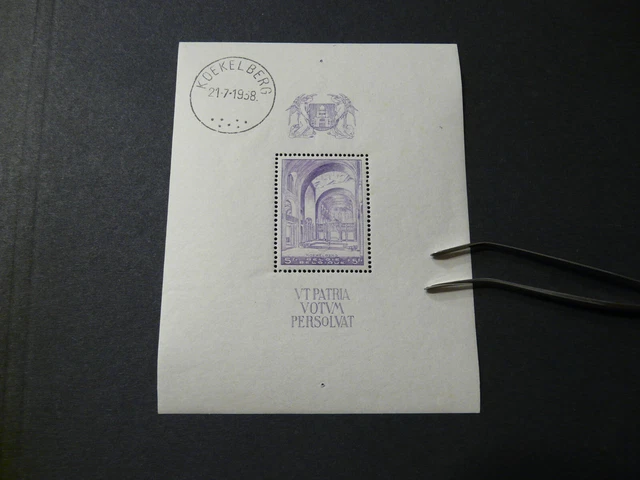 KOEKELBERG
21-7-1938.
VT PATRIA
VOTVM
PERSOLVAT